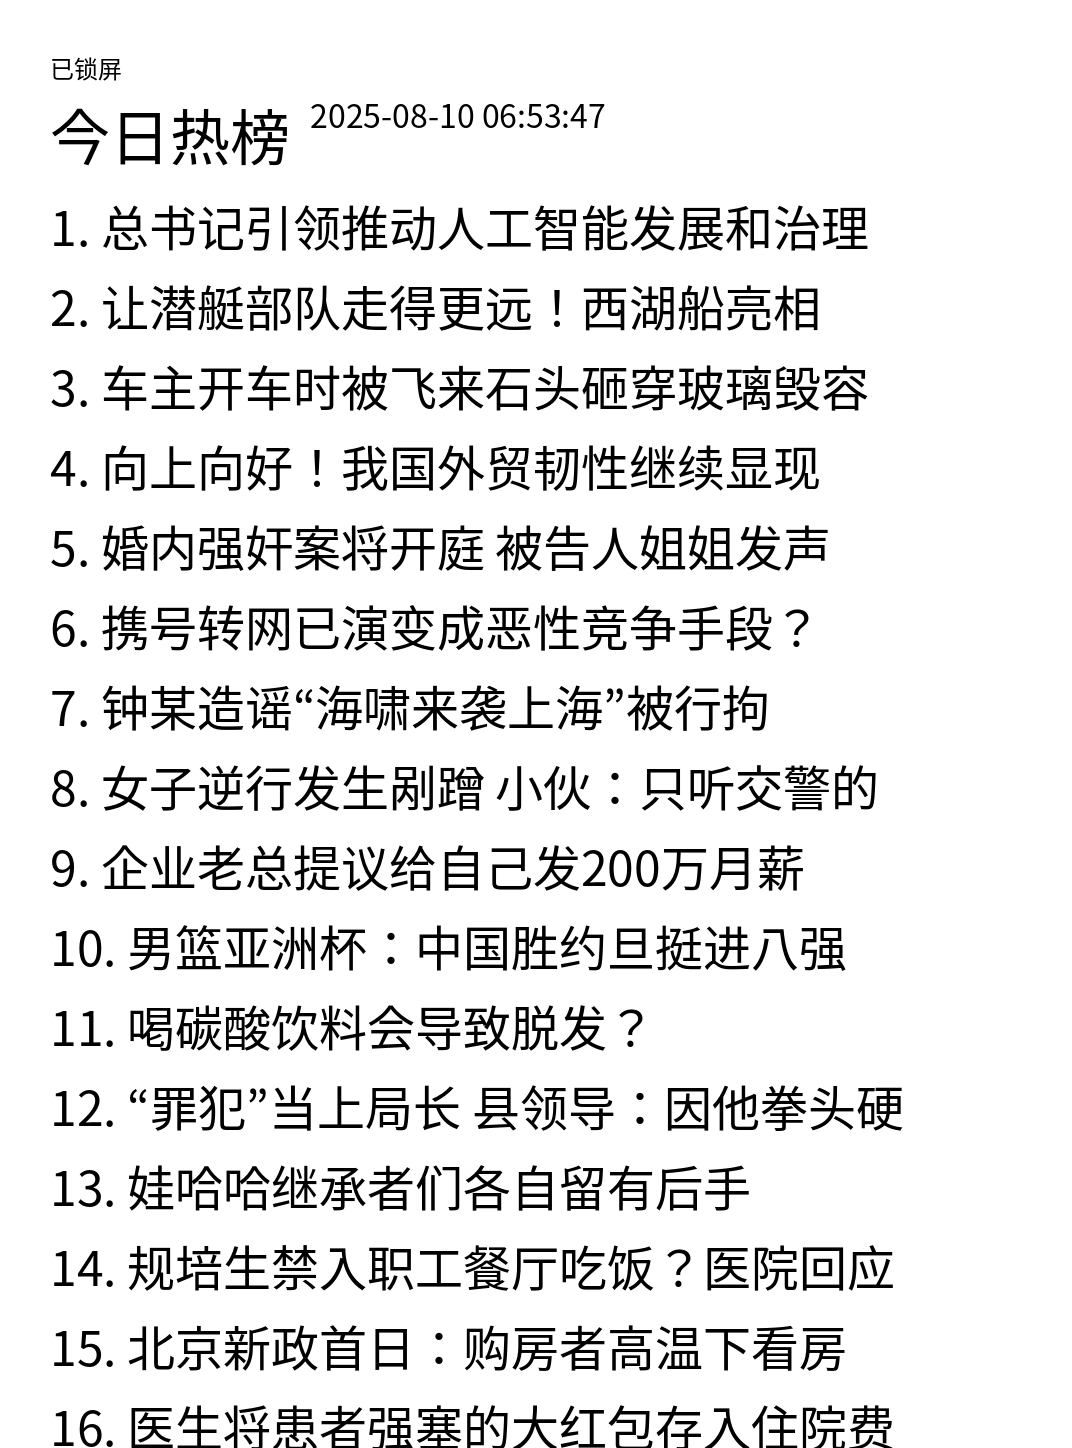 已锁屏
今日热榜 2025-08-10 06:53:47
1. 总书记引领推动人工智能发展和治理
2. 让潜艇部队走得更远！西湖船亮相
3. 车主开车时被飞来石头砸穿玻璃毁容
4. 向上向好！我国外贸韧性继续显现
5. 婚内强奸案将开庭 被告人姐姐发声
6. 携号转网已演变成恶性竞争手段？
7. 钟某造谣“海啸来袭上海”被行拘
8. 女子逆行发生剐蹭 小伙：只听交警的
9. 企业老总提议给自己发200万月薪
10. 男篮亚洲杯：中国胜约旦挺进八强
11. 喝碳酸饮料会导致脱发？
12. “罪犯”当上局长 县领导：因他拳头硬
13. 娃哈哈继承者们各自留有后手
14. 规培生禁入职工餐厅吃饭？医院回应
15. 北京新政首日：购房者高温下看房
16. 医生将患者强塞的大红包存入住院费